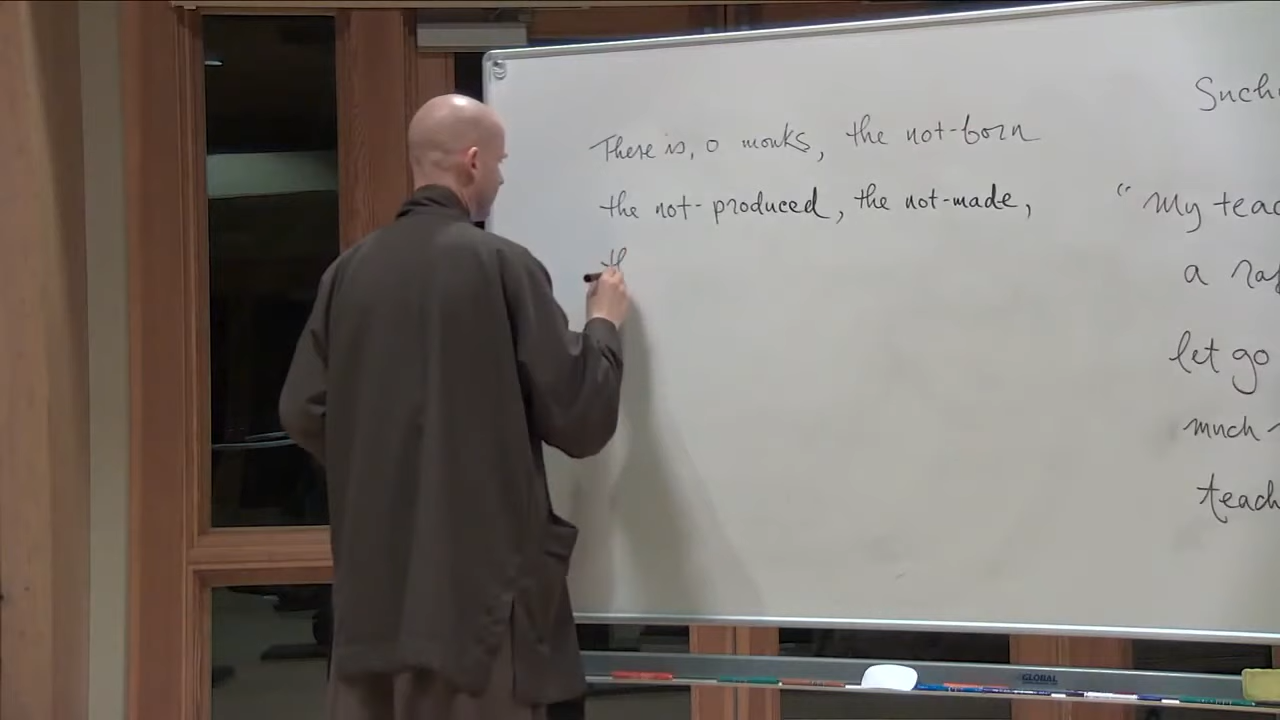 There is, o monks, the not-born
the not-produced, the not-made,
th
Such
" My teac
a raf
let go
much
teach
GLOBAL